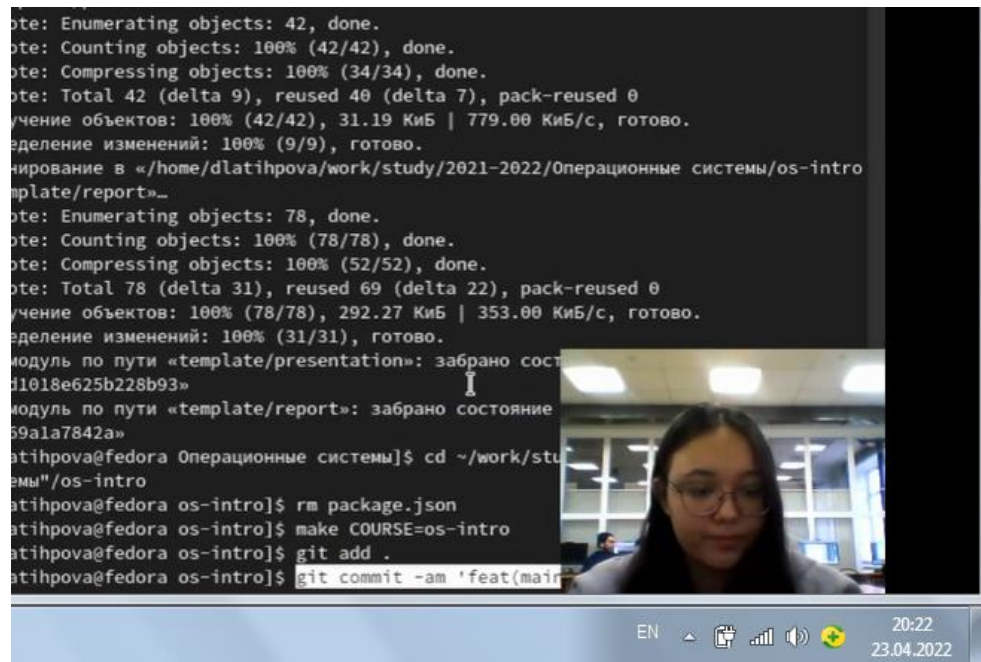 ote: Enumerating objects: 42, done.
ote: Counting objects: 100% (42/42), done.
ote: Compressing objects: 100% (34/34), done.
ote: Total 42 (delta 9), reused 40 (delta 7), pack-reused 0
учение объектов: 100% (42/42), 31.19 КиБ | 779.00 КиБ/с, готово.
еделение изменений: 100% (9/9), готово.
нирование в «/home/dlatihpova/work/study/2021-2022/Операционные системы/os-intro
mplate/report»…
ote: Enumerating objects: 78, done.
ote: Counting objects: 100% (78/78), done.
ote: Compressing objects: 100% (52/52), done.
ote: Total 78 (delta 31), reused 69 (delta 22), pack-reused 0
учение объектов: 100% (78/78), 292.27 КиБ | 353.00 КиБ/с, готово.
еделение изменений: 100% (31/31), готово.
модуль по пути «template/presentation»: забрано сост
d1018e625b228b93»
модуль по пути «template/report»: забрано состояние
59a1a7842a»
atihpova@fedora Операционные системы]$ cd ~/work/stu
емы"/os-intro
atihpova@fedora os-intro]$ rm package.json
atihpova@fedora os-intro]$ make COURSE=os-intro
atihpova@fedora os-intro]$ git add .
atihpova@fedora os-intro]$ git commit -am 'feat(main
EN
20:22
23.04.2022